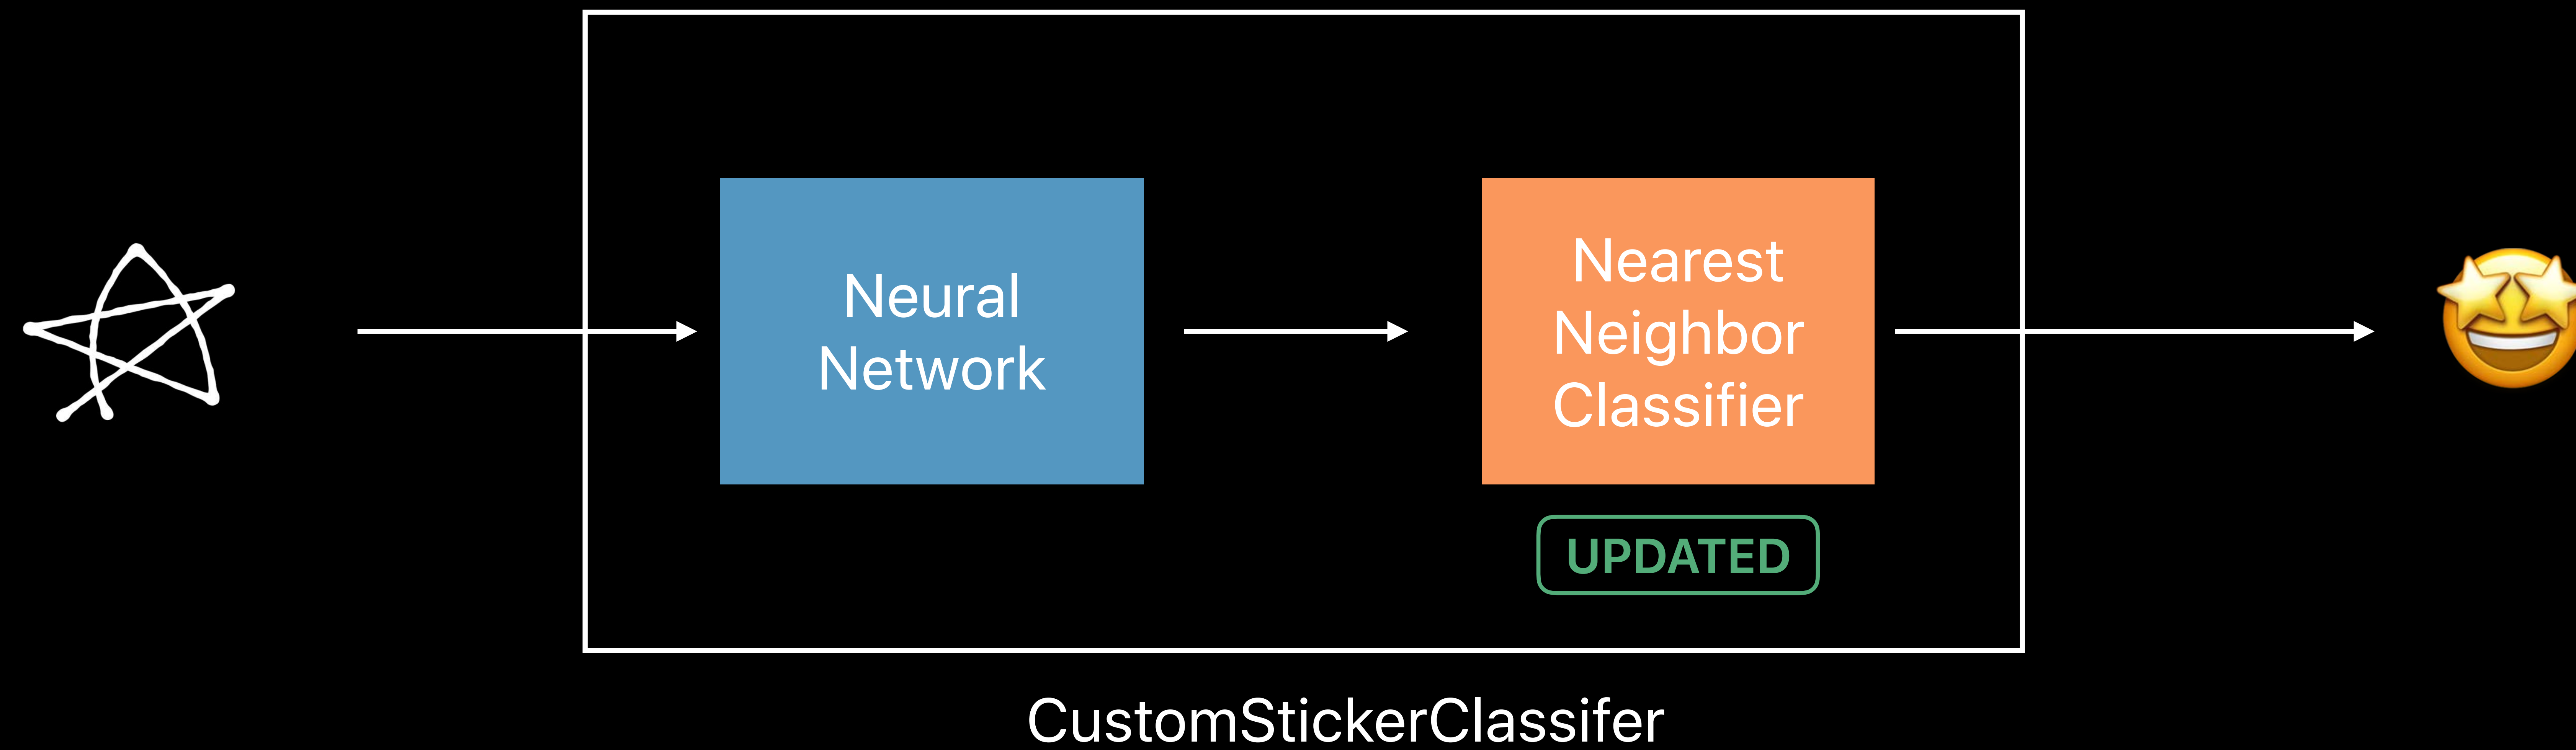 Neural
Network
Nearest
Neighbor
Classifier
UPDATED
CustomStickerClassifer